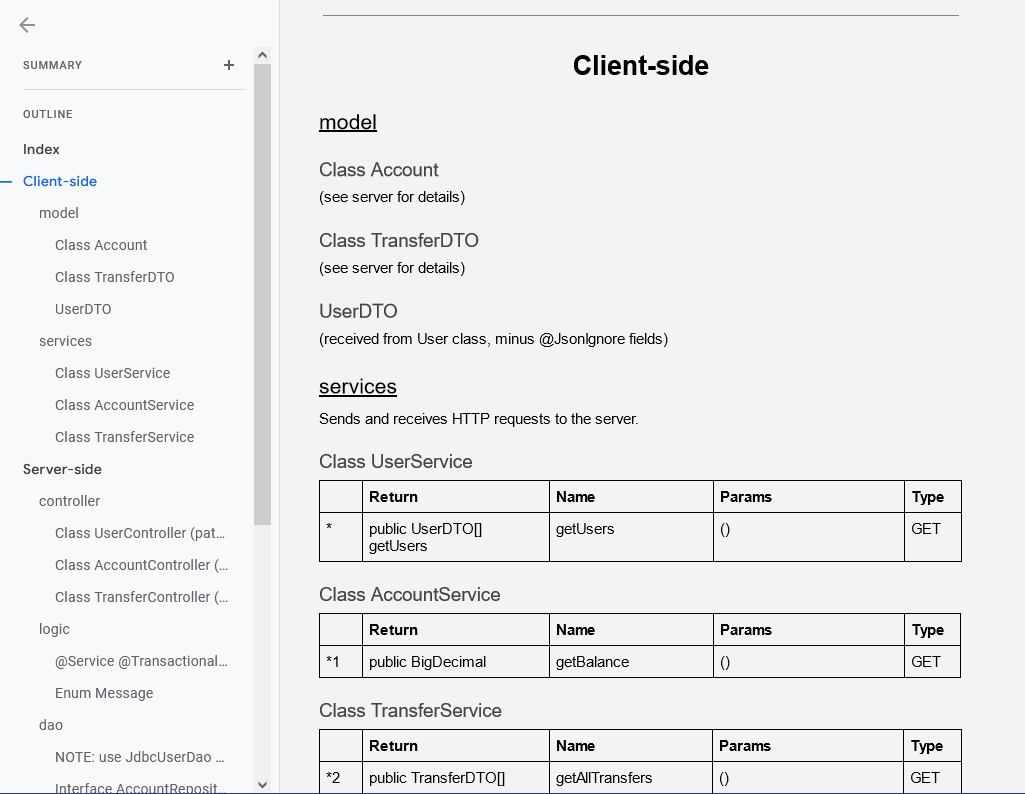 SUMMARY
+
OUTLINE
Index
Client-side
model
Class Account
Class TransferDTO
UserDTO
services
Class UserService
Class AccountService
Class TransferService
Server-side
controller
Class UserController (pat…
Class AccountController (…
Class TransferController (…
logic
@Service @Transactional…
Enum Message
dao
NOTE: use JdbcUserDao …
Interface AccountReposit…
Client-side
model
Class Account
(see server for details)
Class TransferDTO
(see server for details)
UserDTO
(received from User class, minus @JsonIgnore fields)
services
Sends and receives HTTP requests to the server.
Class UserService
Return Name Params Type
* public UserDTO[] getUsers () GET
getUsers
Class AccountService
Return Name Params Type
*1 public BigDecimal getBalance () GET
Class TransferService
Return Name Params Type
*2 public TransferDTO[] getAllTransfers () GET